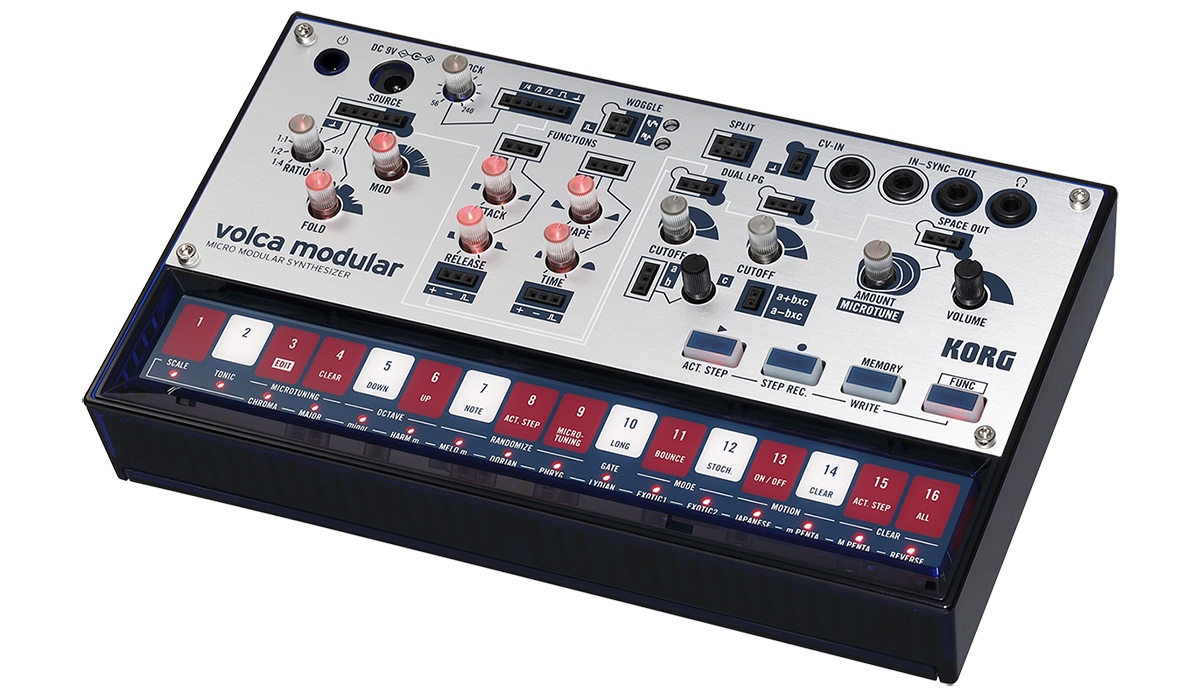 DC 9V
56
240
/4 /3 /2
WOGGLE
SPLIT
CV-IN
IN-SYNC-OUT
SOURCE
FUNCTIONS
DUAL LPG
1:1
1:2
1:4
3:1
RATIO
MOD
FOLD
SPACE OUT
RELEASE
TIME
+ -
+ -
CUTOFF
CUTOFF
a
b
c
a+bxc
a-bxc
AMOUNT
MICROTUNE
VOLUME
volca modular
MICRO MODULAR SYNTHESIZER
KORG
ACT. STEP
STEP REC.
MEMORY
WRITE
FUNC
1
2
3
EDIT
4
CLEAR
5
DOWN
6
UP
7
NOTE
8
ACT. STEP
9
MICRO-
TUNING
10
LONG
11
BOUNCE
12
STOCH.
13
ON / OFF
14
CLEAR
15
ACT. STEP
16
ALL
SCALE
TONIC
MICROTUNING
CHROMA
MAJOR
OCTAVE
minor
HARM m
MELO m
RANDOMIZE
DORIAN
PHRYG
GATE
LYDIAN
MODE
EXOTIC1
EXOTIC2
MOTION
JAPANESE
m PENTA
CLEAR
M PENTA
REVERSE